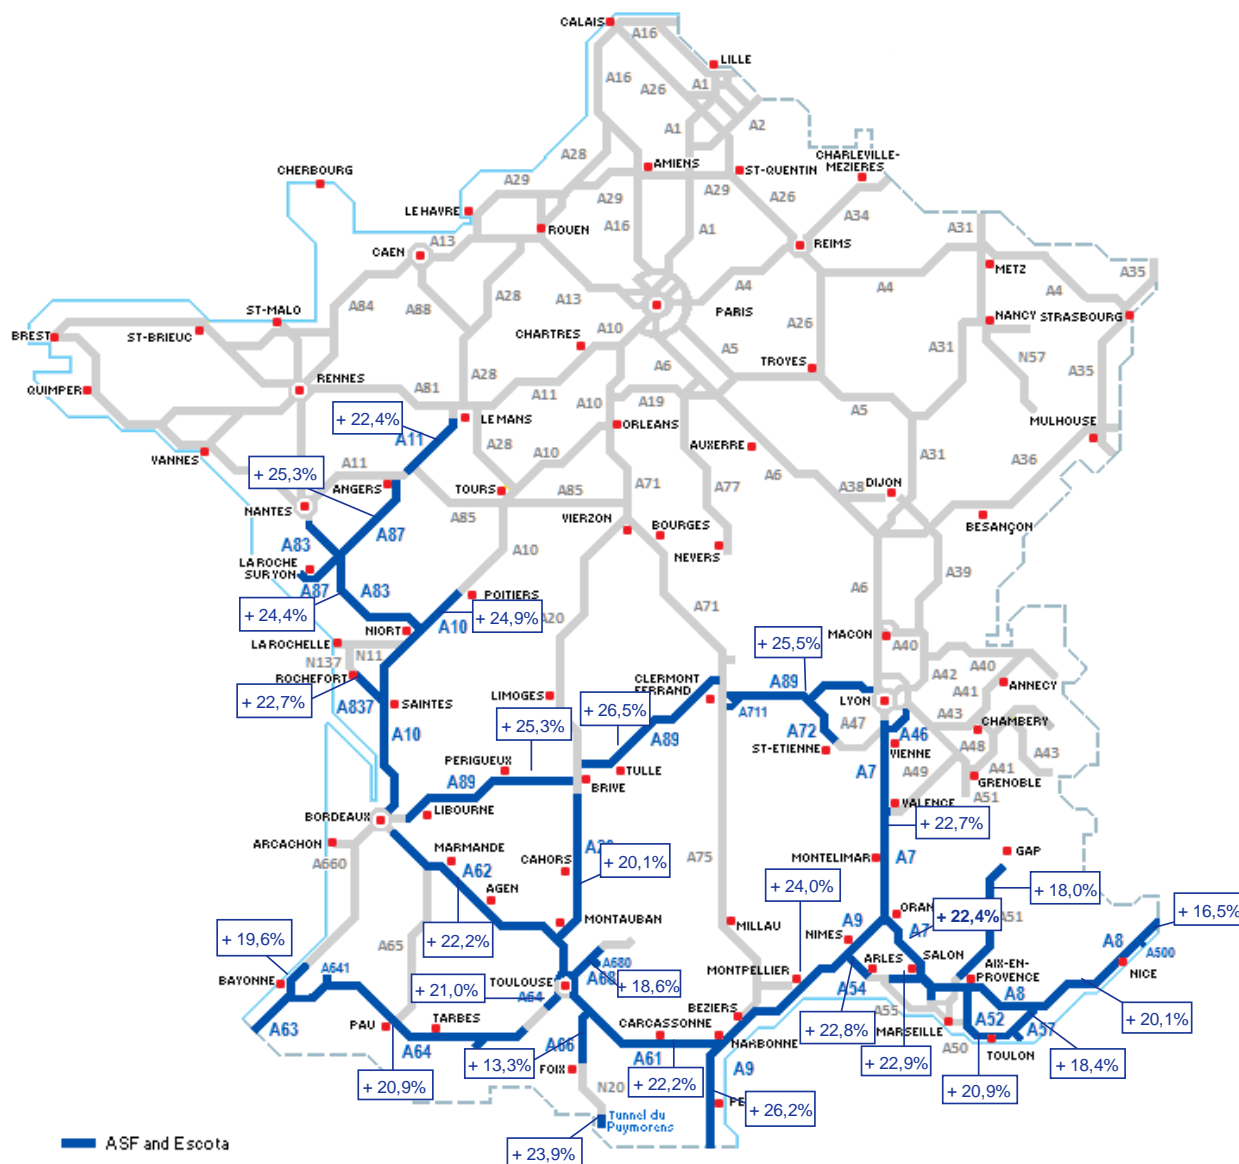 CALAIS
A16
LILLE
A16
A26
A1
A2
A1
A28
AMIENS
ST-QUENTIN
CHARLEVILLE-
MEZIERES
CHERBOURG
A29
A29
A29
A26
A34
LE HAVRE
A16
A1
A31
ROUEN
CAEN
A13
REIMS
METZ
A35
A4
A4
A4
A84
A88
A28
A13
ST-MALO
PARIS
A26
NANCY
STRASBOURG
BREST
ST-BRIEUC
CHARTRES
A10
A5
A31
N57
TROYES
A6
A35
QUIMPER
RENNES
A81
A28
A11
A10
A19
A5
+ 22,4%
LE MANS
ORLEANS
MULHOUSE
A11
AUXERRE
VANNES
A28
A10
A6
A31
A36
+ 25,3%
A11
ANGERS
TOURS
A85
A71
A77
A38
DIJON
NANTES
A85
VIERZON
BOURGES
BESANÇON
A83
A87
A10
NEVERS
LA ROCHE
SUR YON
A39
A87
A83
A6
POITIERS
A71
+ 24,4%
A10
+ 24,9%
A20
NIORT
MACON
A40
LA ROCHELLE
N137
N11
+ 25,5%
A40
ROCHEFORT
CLERMONT
FERRAND
A42
A89
A41
ANNECY
+ 22,7%
A837
SAINTES
LIMOGES
LYON
+ 26,5%
A711
A43
CHAMBERY
A10
+ 25,3%
A89
A72
A47
A46
ST-ETIENNE
VIENNE
A48
A43
PERIGUEUX
TULLE
A7
A49
A41
A89
BRIVE
GRENOBLE
A51
BORDEAUX
LIBOURNE
VALENCE
+ 22,7%
ARCACHON
MARMANDE
A660
A62
CAHORS
+ 20,1%
A75
MONTELIMAR
A7
GAP
AGEN
+ 24,0%
+ 18,0%
MONTAUBAN
MILLAU
A9
+ 22,4%
A51
+ 16,5%
+ 19,6%
A65
+ 22,2%
NIMES
A7
A8
A500
BAYONNE
A641
A680
ARLES
SALON
AIX-EN-
PROVENCE
NICE
+ 21,0%
TOULOUSE
A68
+ 18,6%
MONTPELLIER
A54
A8
A64
A63
PAU
TARBES
BEZIERS
A55
A52
A57
+ 20,1%
A64
A66
CARCASSONNE
NARBONNE
+ 22,8%
MARSEILLE
A50
TOULON
+ 13,3%
A61
A9
+ 22,9%
+ 18,4%
+ 20,9%
FOIX
+ 22,2%
+ 20,9%
N20
+ 26,2%
Tunnel du
Puymorens
ASF and Escota
+ 23,9%